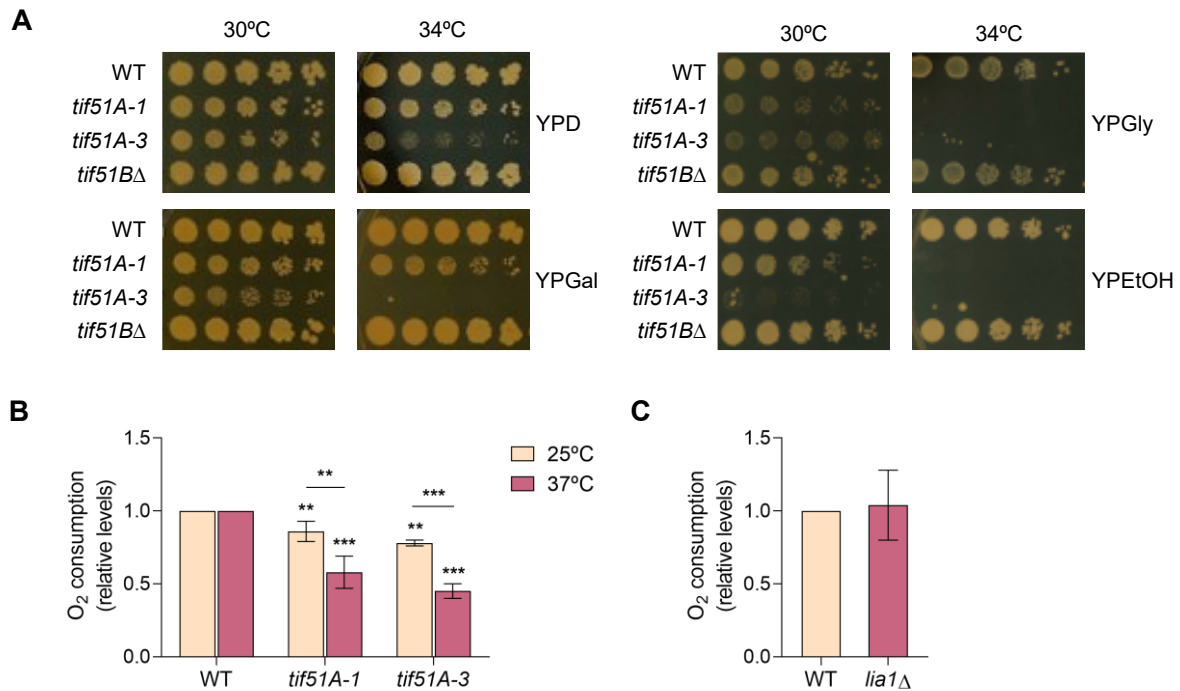 A
30ºC 34ºC
WT
tif51A-1
tif51A-3
tif51BΔ
YPD
WT
tif51A-1
tif51A-3
tif51BΔ
YPGal
30ºC 34ºC
WT
tif51A-1
tif51A-3
tif51BΔ
YPGly
WT
tif51A-1
tif51A-3
tif51BΔ
YPEtOH
B
O2 consumption
(relative levels)
1.5
1.0
0.5
0.0
** ***
** *** ** ***
25ºC
37ºC
WT tif51A-1 tif51A-3
C
O2 consumption
(relative levels)
1.5
1.0
0.5
0.0
WT lia1Δ